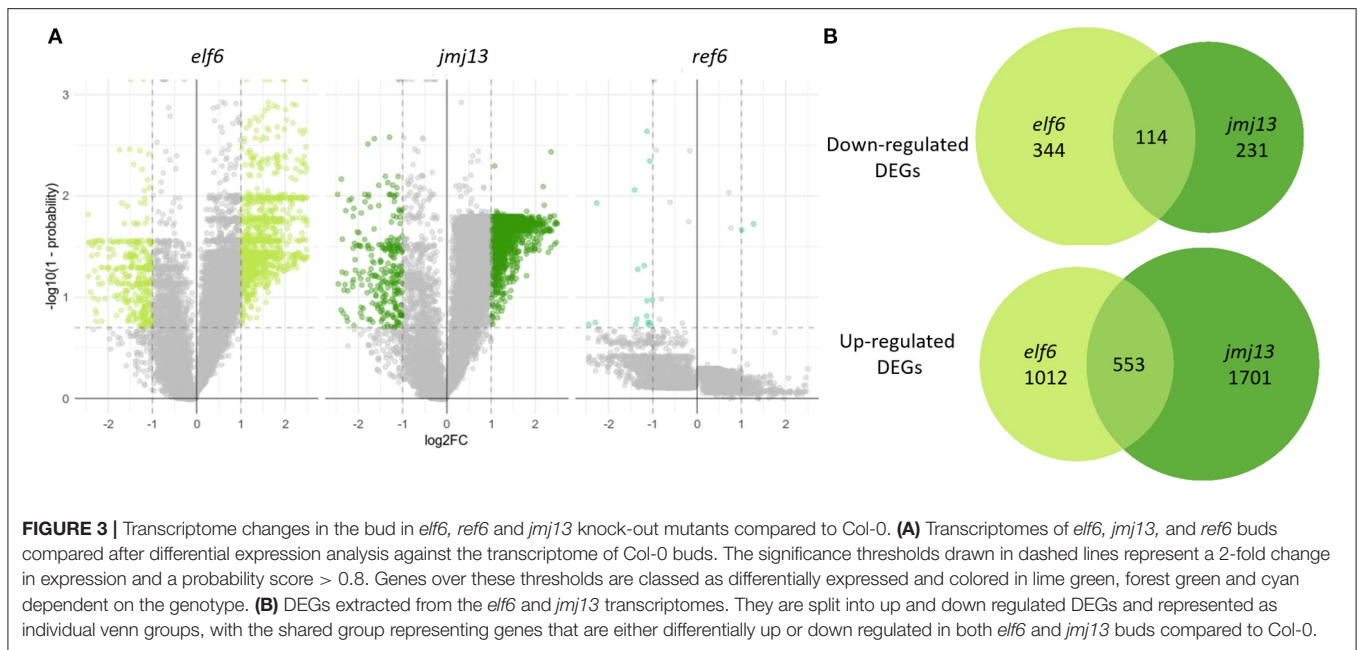 A
elf6
jmj13
ref6
3
2
1
0
-log10(1 - probability)
-2 -1 0 1 2
-2 -1 0 1 2
-2 -1 0 1 2
log2FC
B
Down-regulated
DEGs
elf6
344
114
jmj13
231
Up-regulated
DEGs
elf6
1012
553
jmj13
1701
FIGURE 3 | Transcriptome changes in the bud in elf6, ref6 and jmj13 knock-out mutants compared to Col-0. (A) Transcriptomes of elf6, jmj13, and ref6 buds
compared after differential expression analysis against the transcriptome of Col-0 buds. The significance thresholds drawn in dashed lines represent a 2-fold change
in expression and a probability score > 0.8. Genes over these thresholds are classed as differentially expressed and colored in lime green, forest green and cyan
dependent on the genotype. (B) DEGs extracted from the elf6 and jmj13 transcriptomes. They are split into up and down regulated DEGs and represented as
individual venn groups, with the shared group representing genes that are either differentially up or down regulated in both elf6 and jmj13 buds compared to Col-0.